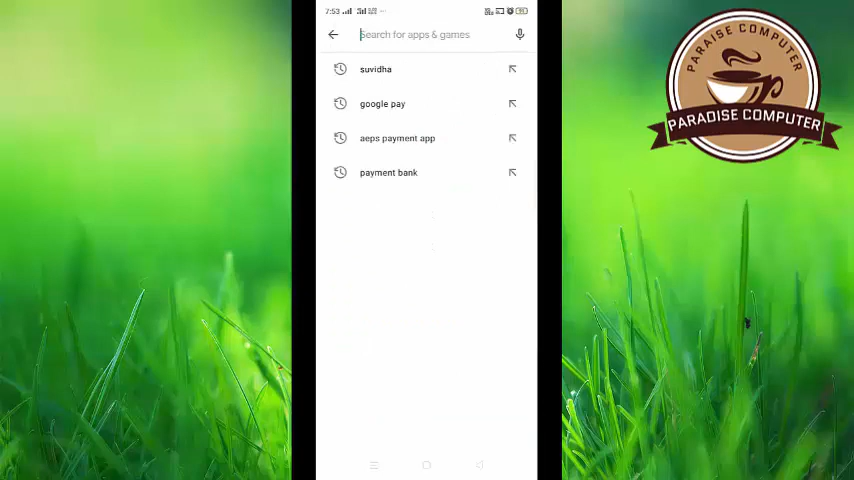 7:53
Search for apps & games
suvidha
google pay
aeps payment app
payment bank
PARAISE COMPUTER
PARADISE COMPUTER